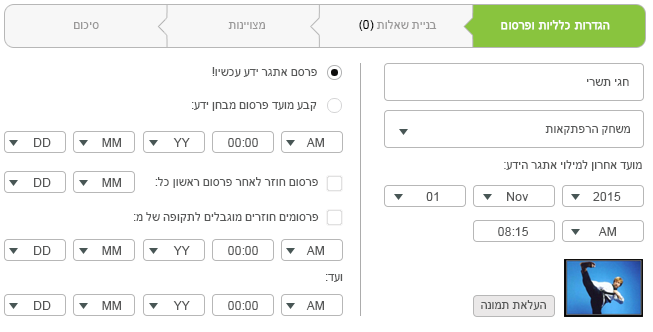 הגדרות כלליות ופרסום
בניית שאלות (0)
מצויינות
סיכום
חגי תשרי
משחק הרפתקאות
מועד אחרון למילוי אתגר הידע:
01 Nov 2015
08:15 AM
העלאת תמונה
פרסם אתגר ידע עכשיו!
קבע מועד פרסום מבחן ידע:
DD MM YY 00:00 AM
פרסום חוזר לאחר פרסום ראשון כל:
DD MM
פרסומים חוזרים מוגבלים לתקופה של מ:
DD MM YY 00:00 AM
ועד:
DD MM YY 00:00 AM